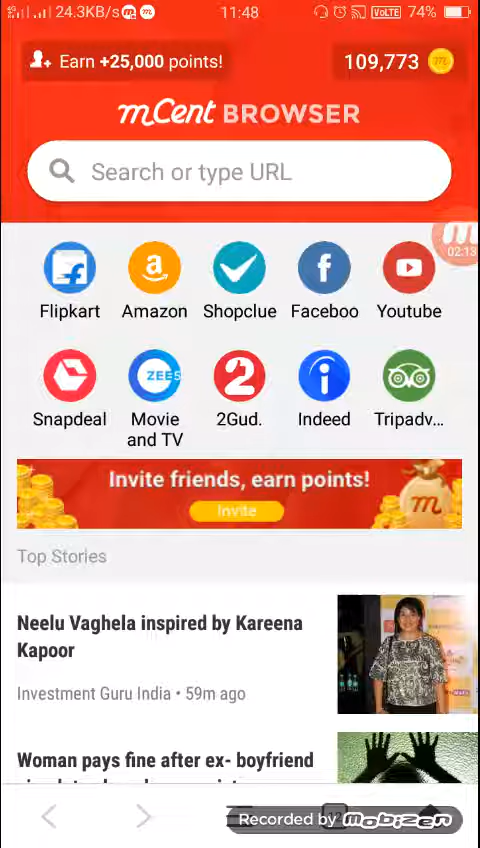 4G 24.3KB/s 11:48 VoLTE 74%
Earn +25,000 points! 109,773
mCent BROWSER
Search or type URL
02:13
Flipkart Amazon Shopclue Faceboo Youtube
ZEE5
Snapdeal Movie and TV 2Gud. Indeed Tripadv...
Invite friends, earn points!
Invite
Top Stories
Neelu Vaghela inspired by Kareena
Kapoor
Investment Guru India • 59m ago
Woman pays fine after ex- boyfriend
Recorded by mobizen